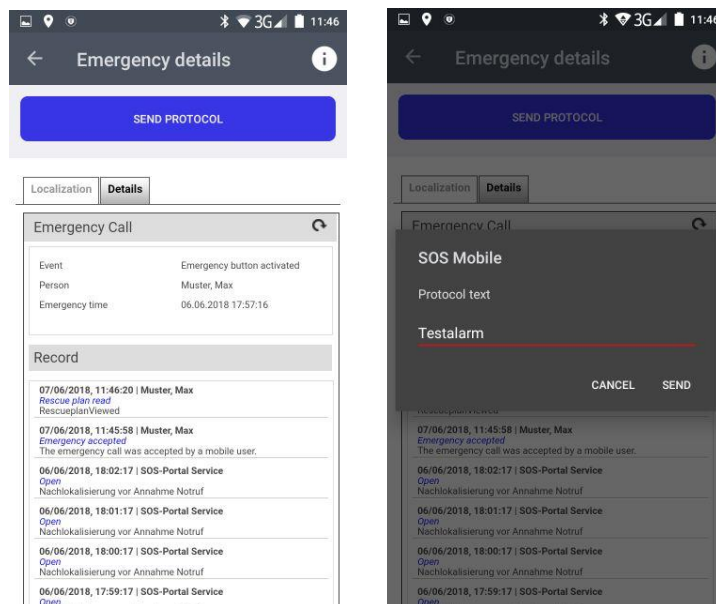 3G 11:46
Emergency details
SEND PROTOCOL
Localization Details
Emergency Call
Event Emergency button activated
Person Muster, Max
Emergency time 06.06.2018 17:57:16
Record
07/06/2018, 11:46:20 | Muster, Max
Rescue plan read
RescueplanViewed
07/06/2018, 11:45:58 | Muster, Max
Emergency accepted
The emergency call was accepted by a mobile user.
06/06/2018, 18:02:17 | SOS-Portal Service
Open
Nachlokalisierung vor Annahme Notruf
06/06/2018, 18:01:17 | SOS-Portal Service
Open
Nachlokalisierung vor Annahme Notruf
06/06/2018, 18:00:17 | SOS-Portal Service
Open
Nachlokalisierung vor Annahme Notruf
06/06/2018, 17:59:17 | SOS-Portal Service
Open
3G 11:46
Emergency details
SEND PROTOCOL
Localization Details
Emergency Call
SOS Mobile
Protocol text
Testalarm
CANCEL SEND
RescueplanViewed
07/06/2018, 11:45:58 | Muster, Max
Emergency accepted
The emergency call was accepted by a mobile user.
06/06/2018, 18:02:17 | SOS-Portal Service
Open
Nachlokalisierung vor Annahme Notruf
06/06/2018, 18:01:17 | SOS-Portal Service
Open
Nachlokalisierung vor Annahme Notruf
06/06/2018, 18:00:17 | SOS-Portal Service
Open
Nachlokalisierung vor Annahme Notruf
06/06/2018, 17:59:17 | SOS-Portal Service
Open